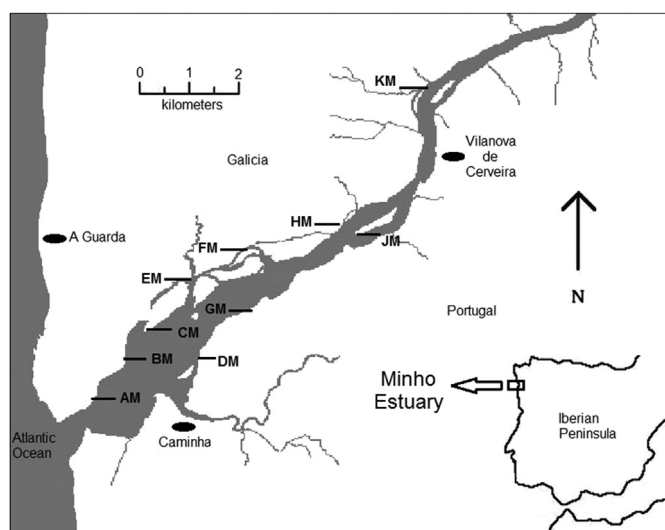 0 1 2
kilometers
KM
Vilanova
de
Cerveira
Galicia
HM
A Guarda
FM
JM
EM
N
GM
Portugal
CM
BM
DM
Minho
Estuary
AM
Iberian
Peninsula
Caminha
Atlantic
Ocean